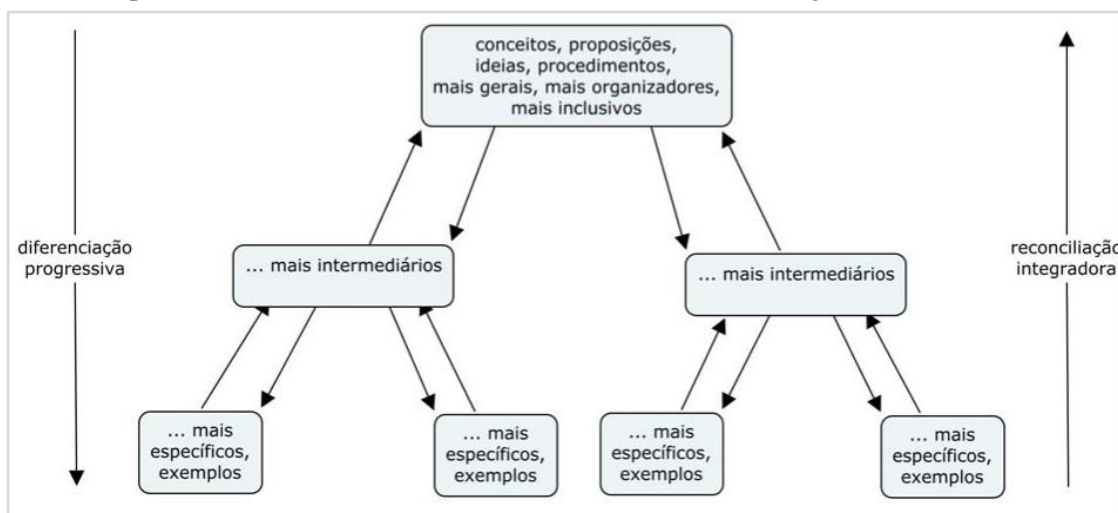 conceitos, proposições,
ideias, procedimentos,
mais gerais, mais organizadores,
mais inclusivos
diferenciação
progressiva
... mais intermediários
... mais intermediários
reconciliação
integradora
... mais
específicos,
exemplos
... mais
específicos,
exemplos
... mais
específicos,
exemplos
... mais
específicos,
exemplos